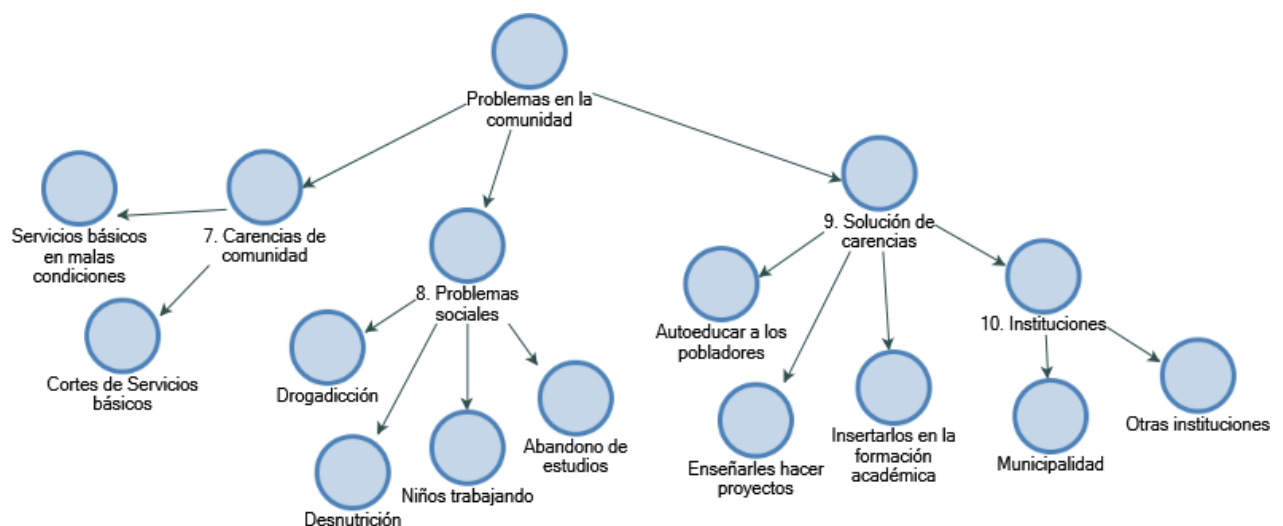 Problemas en la
comunidad
Servicios básicos
en malas
condiciones
7. Carencias de
comunidad
Cortes de Servicios
básicos
8. Problemas
sociales
Drogadicción
Desnutrición
Niños trabajando
Abandono de
estudios
9. Solución de
carencias
Autoeducar a los
pobladores
Enseñarles hacer
proyectos
Insertarlos en la
formación
académica
10. Instituciones
Municipalidad
Otras instituciones